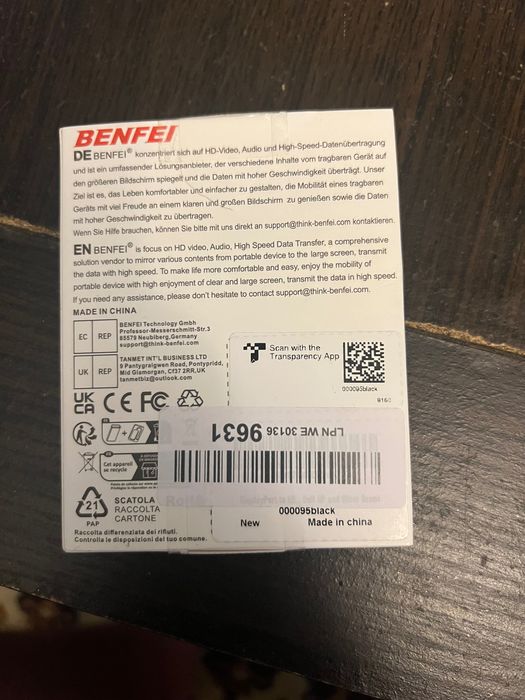 BENFEI
DE BENFEI® konzentriert sich auf HD-Video, Audio und High-Speed-Datenübertragung
und ist ein umfassender Lösungsanbieter, der verschiedene Inhalte vom tragbaren Gerät auf
den größeren Bildschirm spiegelt und die Daten mit hoher Geschwindigkeit überträgt. Unser
Ziel ist es, das Leben komfortabler und einfacher zu gestalten, die Mobilität eines tragbaren
Geräts mit viel Freude an einem klaren und großen Bildschirm zu genießen sowie die Daten
mit hoher Geschwindigkeit zu übertragen.
Wenn Sie Hilfe brauchen, können Sie bitte mit uns direkt an support@think-benfei.com kontaktieren.
EN BENFEI® is focus on HD video, Audio, High Speed Data Transfer, a comprehensive
solution vendor to mirror various contents from portable device to the large screen, transmit
the data with high speed. To make life more comfortable and easy, enjoy the mobility of
portable device with high enjoyment of clear and large screen, transmit the data in high speed.
If you need any assistance, please don't hesitate to contact support@think-benfei.com.
MADE IN CHINA
EC REP
BENFEI Technology Gmbh
Professor-Messerschmitt-Str.3
85579 Neubiberg,Germany
support@think-benfei.com
UK REP
TANMET INT'L BUSINESS LTD
9 Pantygraigwen Road, Pontypridd,
Mid Glamorgan, Cf37 2RR,UK
tanmetbiz@outlook.com
Scan with the
Transparency App
000095black
UK CA CE FC
LPN WE 30136 9631
Cet appareil
se recycle
21
PAP
SCATOLA
RACCOLTA
CARTONE
Raccolta differenziata dei rifiuti.
Controlla le disposizioni del tuo comune.
000095black
New Made in china